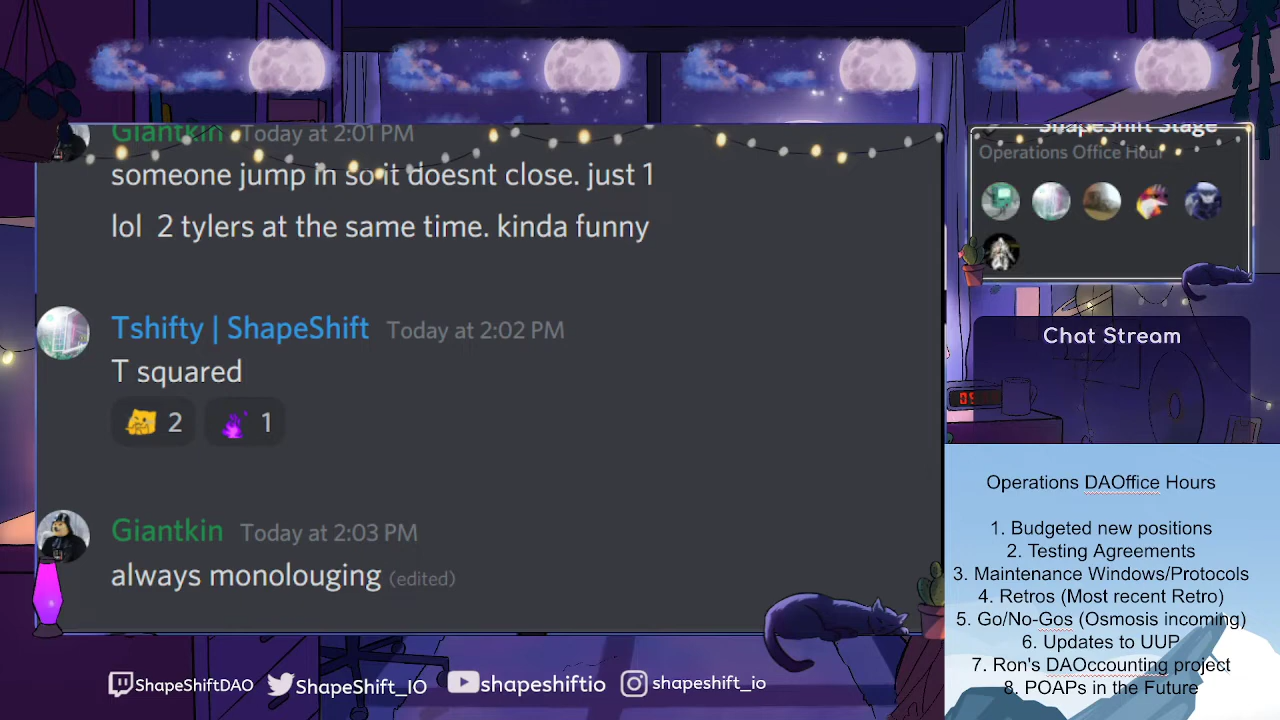 Giantkin Today at 2:01 PM
someone jump in so it doesnt close. just 1
lol 2 tylers at the same time. kinda funny
Tshifty | ShapeShift Today at 2:02 PM
T squared
2 1
Giantkin Today at 2:03 PM
always monolouging (edited)
ShapeShift Stage
Operations Office Hour
Chat Stream
Operations DAOffice Hours
1. Budgeted new positions
2. Testing Agreements
3. Maintenance Windows/Protocols
4. Retros (Most recent Retro)
5. Go/No-Gos (Osmosis incoming)
6. Updates to UUP
7. Ron's DAOccounting project
8. POAPs in the Future
ShapeShiftDAO ShapeShift_IO shapeshiftio shapeshift_io